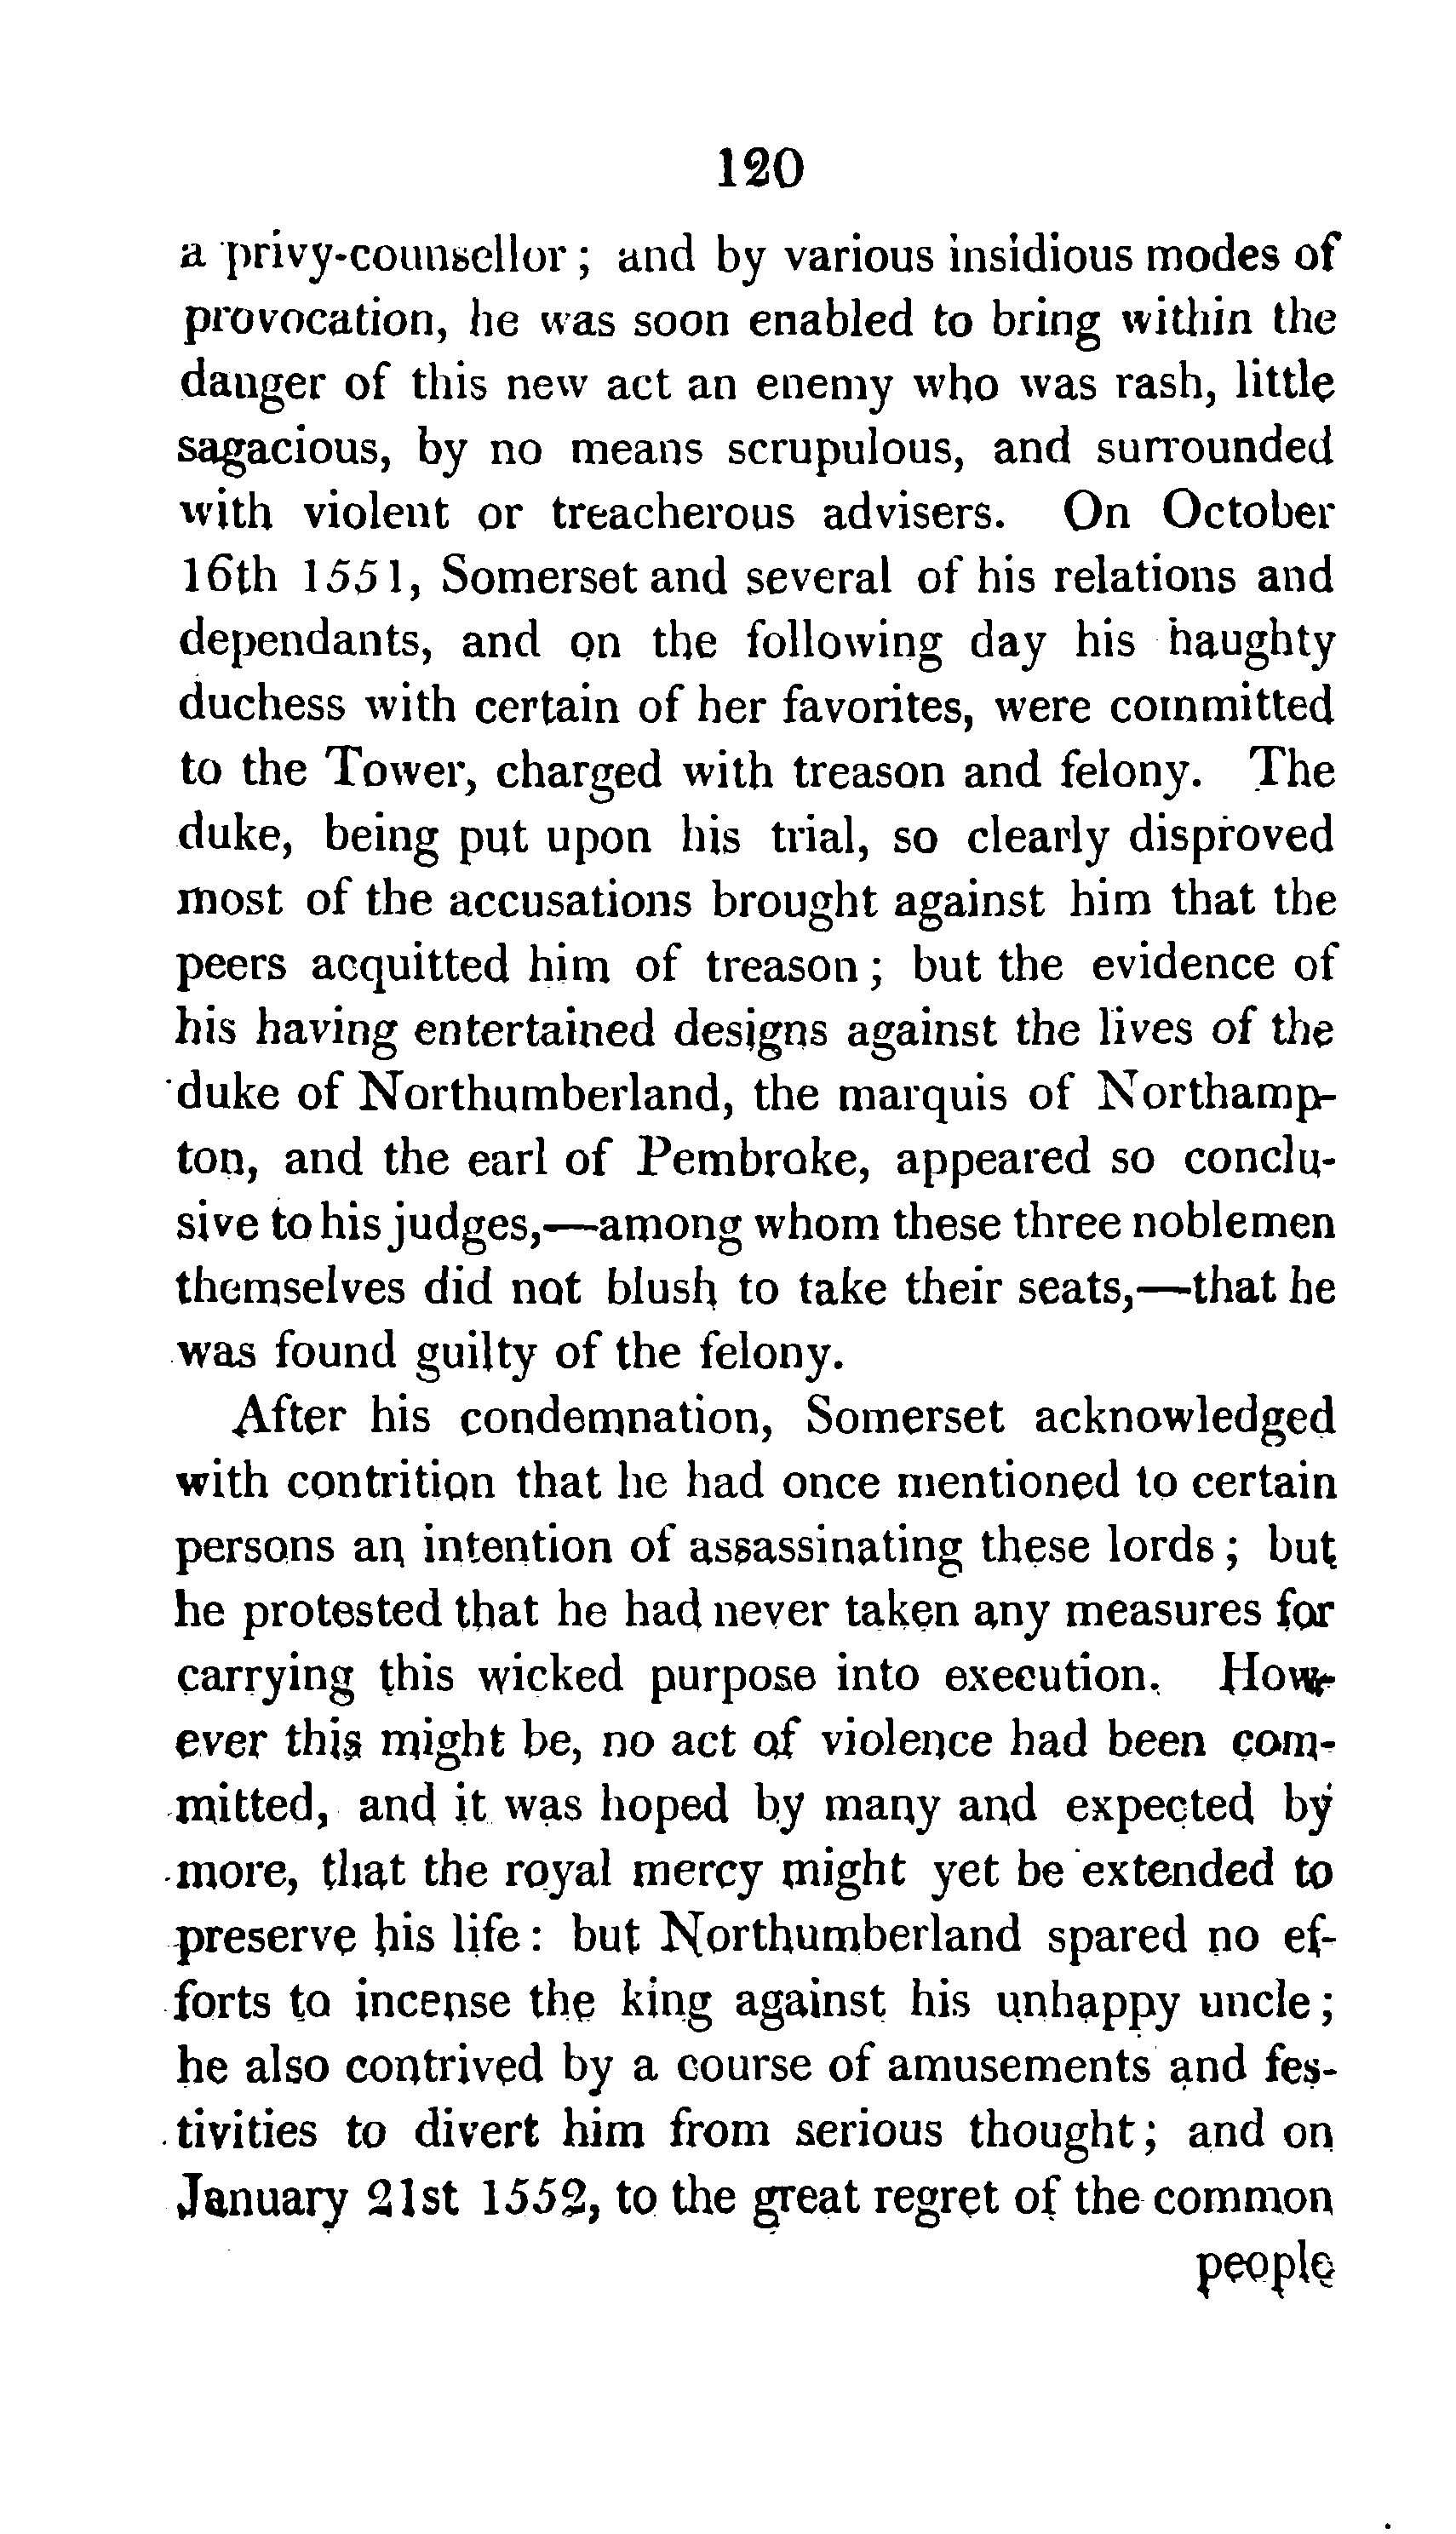 120
a privy-counsellor; and by various insidious modes of
provocation, he was soon enabled to bring within the
danger of this new act an enemy who was rash, little
sagacious, by no means scrupulous, and surrounded
with violent or treacherous advisers. On October
16th 1551, Somerset and several of his relations and
dependants, and on the following day his haughty
duchess with certain of her favorites, were committed
to the Tower, charged with treason and felony. The
duke, being put upon his trial, so clearly disproved
most of the accusations brought against him that the
peers acquitted him of treason; but the evidence of
his having entertained designs against the lives of the
duke of Northumberland, the marquis of Northamp-
ton, and the earl of Pembroke, appeared so conclu-
sive to his judges,—among whom these three noblemen
themselves did not blush to take their seats,—that he
was found guilty of the felony.
After his condemnation, Somerset acknowledged
with contrition that he had once mentioned to certain
persons an intention of assassinating these lords; but
he protested that he had never taken any measures for
carrying this wicked purpose into execution. How-
ever this might be, no act of violence had been com-
mitted, and it was hoped by many and expected by
more, that the royal mercy might yet be extended to
preserve his life: but Northumberland spared no ef-
forts to incense the king against his unhappy uncle;
he also contrived by a course of amusements and fes-
tivities to divert him from serious thought; and on
January 21st 1552, to the great regret of the common
people